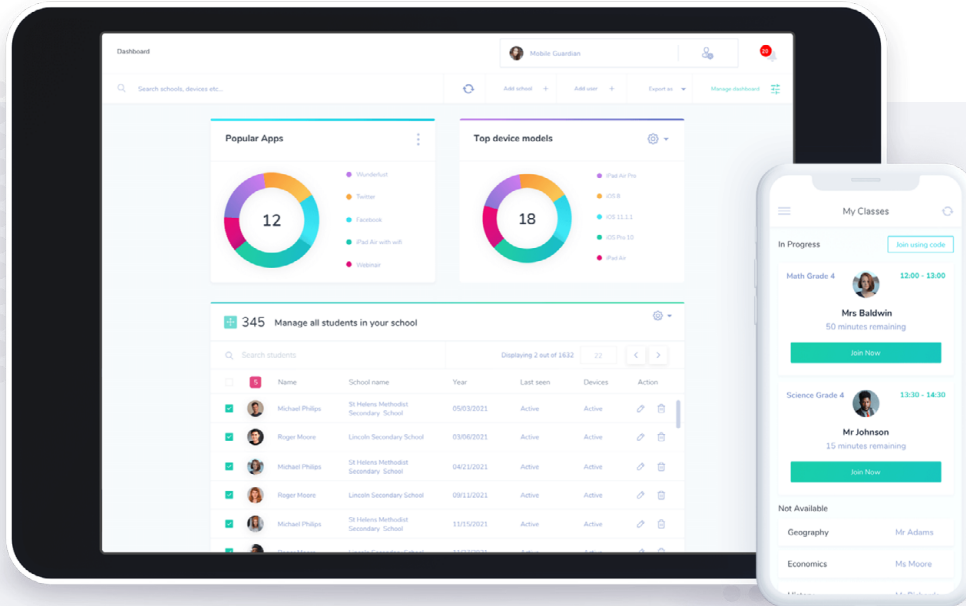 Dashboard
Mobile Guardian
20
Search schools, devices etc...
Add school +
Add user +
Export as
Manage dashboard
Popular Apps
12
Wunderlust
Twitter
Facebook
iPad Air with wifi
Webmair
Top device models
18
iPad Air Pro
iOS 8
iOS 11.1.1
iOS Pro 10
iPad Air
345 Manage all students in your school
Search students
Displaying 2 out of 1632
22
S Name School name Year Last seen Devices Action
Michael Philips St Helens Methodist Secondary School 05/03/2021 Active Active
Roger Moore Lincoln Secondary School 03/08/2021 Active Active
Michael Philips St Helens Methodist Secondary School 04/21/2021 Active Active
Roger Moore Lincoln Secondary School 09/11/2021 Active Active
Michael Philips St Helens Methodist Secondary School 11/15/2021 Active Active
My Classes
In Progress
Join using code
Math Grade 4
12:00 - 13:00
Mrs Baldwin
50 minutes remaining
Join Now
Science Grade 4
13:30 - 14:30
Mr Johnson
15 minutes remaining
Join Now
Not Available
Geography Mr Adams
Economics Ms Moore